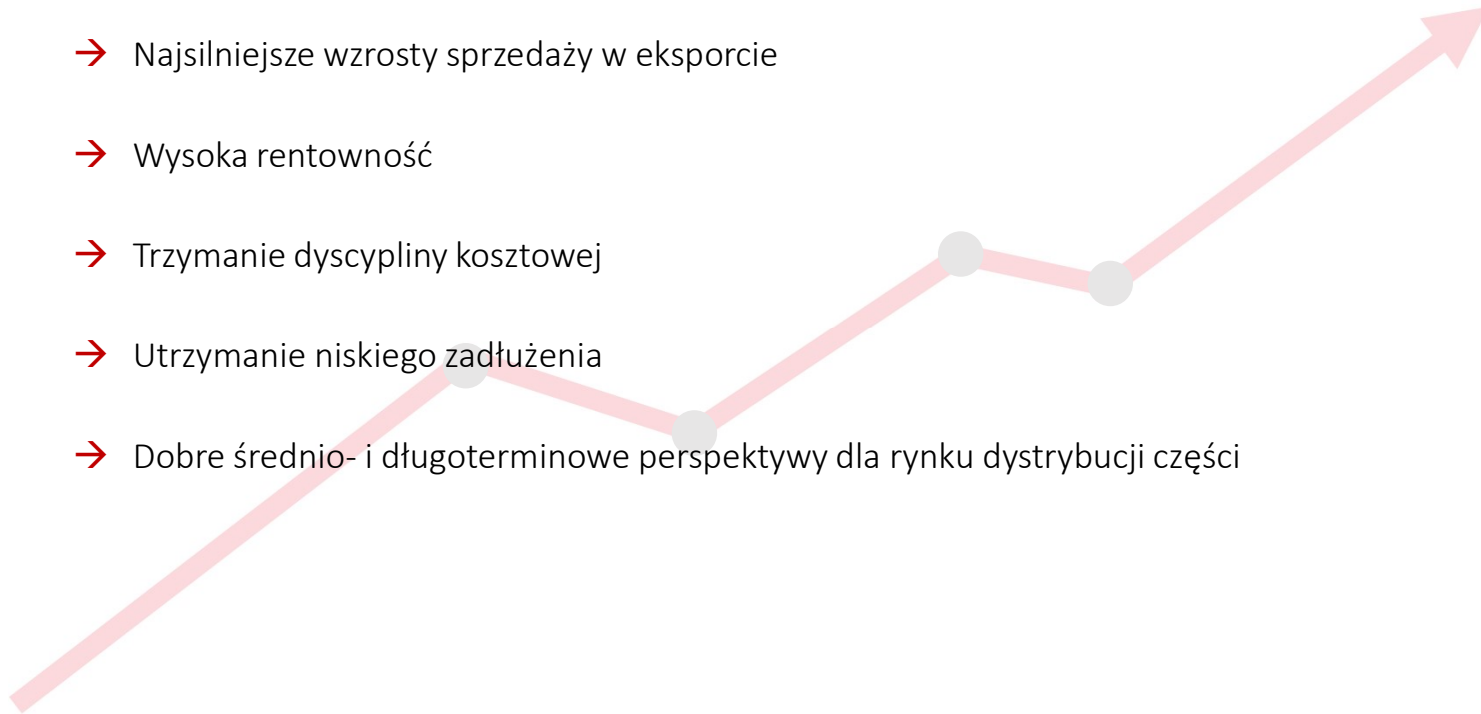 → Najsilniejsze wzrosty sprzedaży w eksporcie
→ Wysoka rentowność
→ Trzymanie dyscypliny kosztowej
→ Utrzymanie niskiego zadłużenia
→ Dobre średnio- i długoterminowe perspektywy dla rynku dystrybucji części